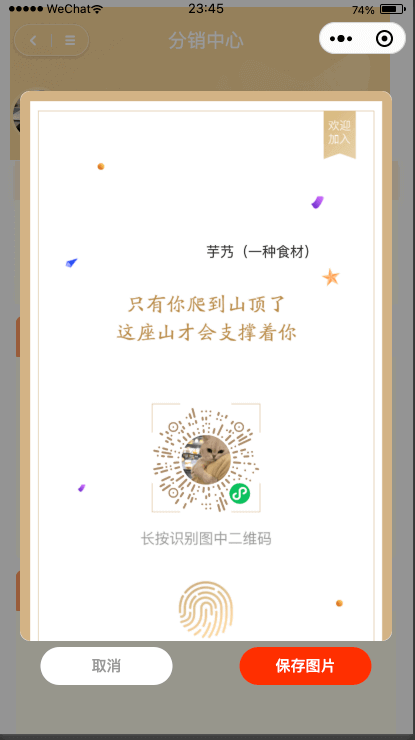 WeChat
23:45
74%
分销中心
欢迎
加入
芋艿（一种食材）
只有你爬到山顶了
这座山才会支撑着你
长按识别图中二维码
取消
保存图片